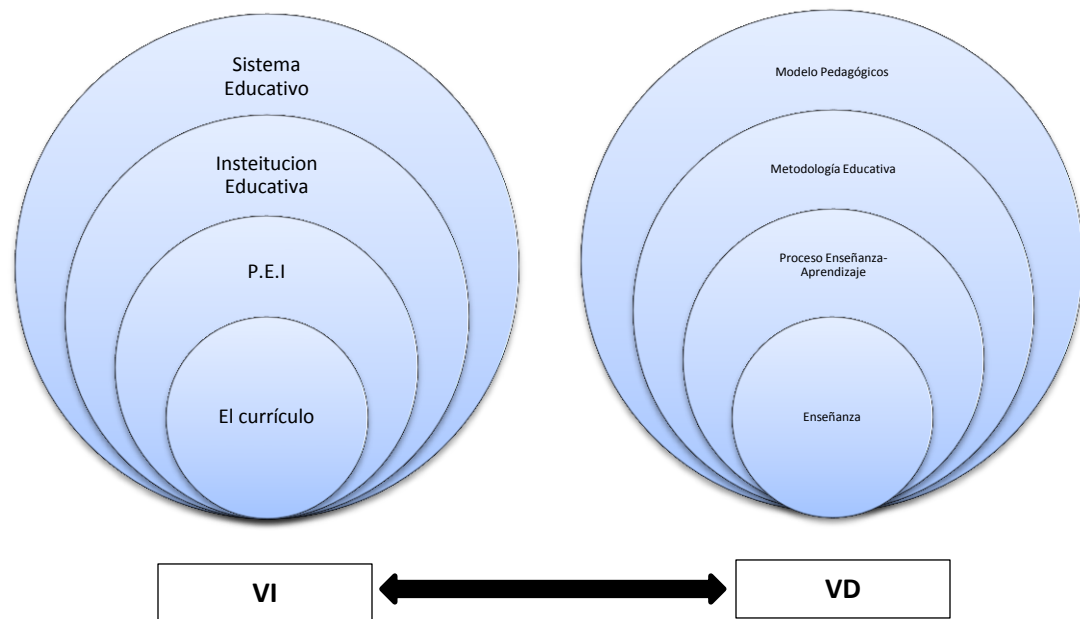 Sistema
Educativo
Insteitucion
Educativa
P.E.I
El currículo
VI
Modelo Pedagógicos
Metodología Educativa
Proceso Enseñanza-
Aprendizaje
Enseñanza
VD